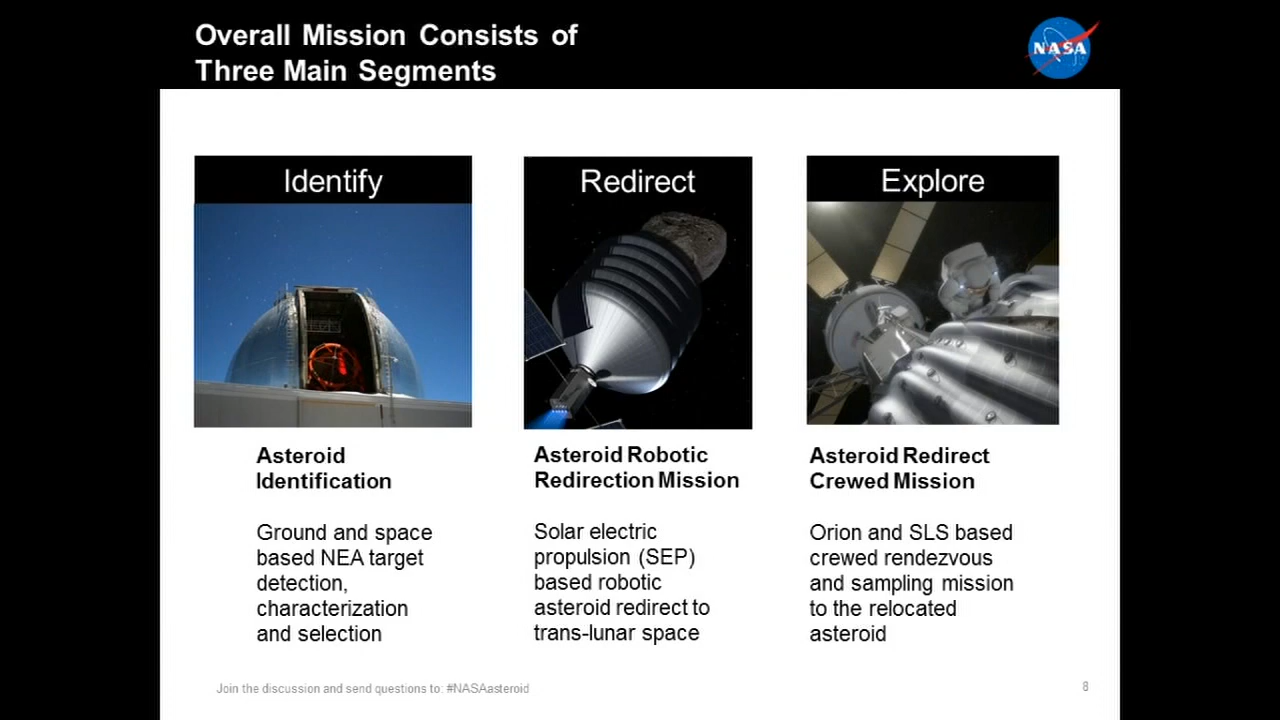 Overall Mission Consists of
Three Main Segments
NASA
Identify
Redirect
Explore
Asteroid
Identification
Ground and space
based NEA target
detection,
characterization
and selection
Asteroid Robotic
Redirection Mission
Solar electric
propulsion (SEP)
based robotic
asteroid redirect to
trans-lunar space
Asteroid Redirect
Crewed Mission
Orion and SLS based
crewed rendezvous
and sampling mission
to the relocated
asteroid
Join the discussion and send questions to: #NASAasteroid
8